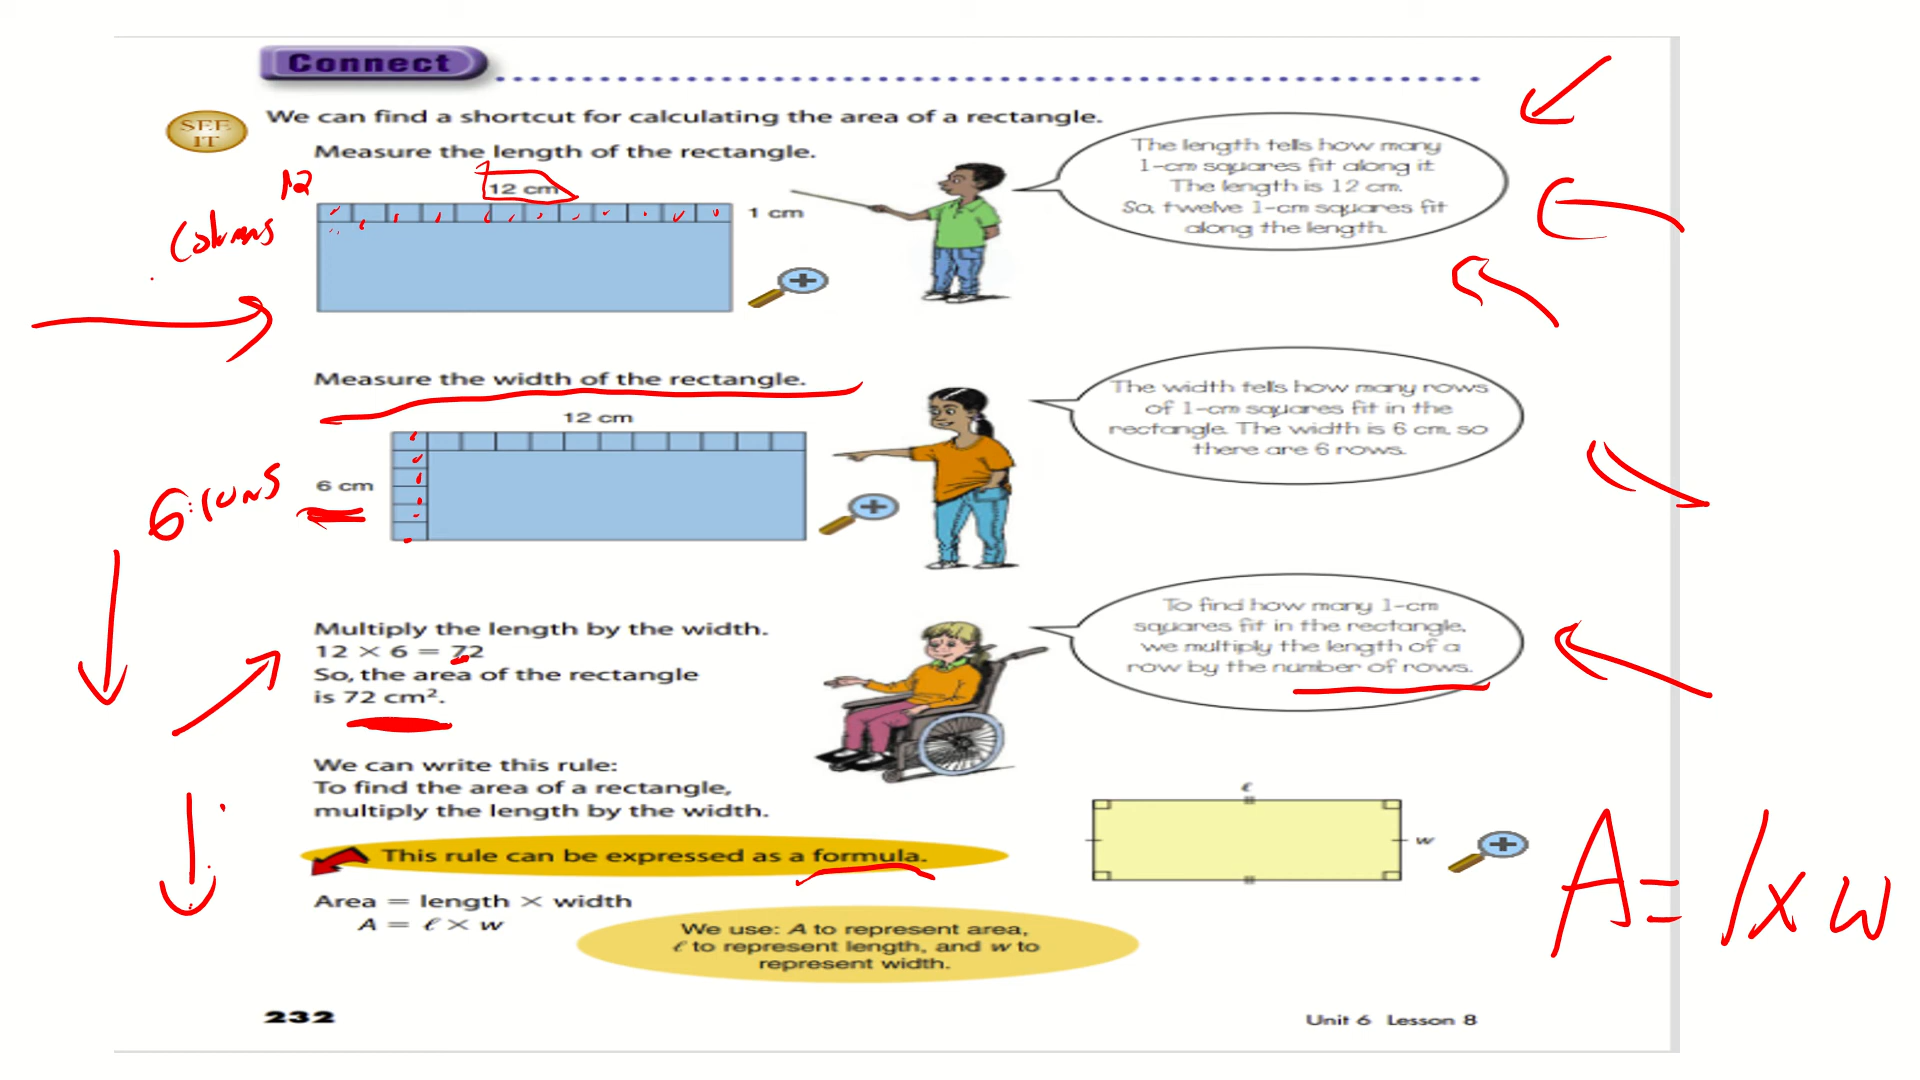 Connect
SEE
IT
We can find a shortcut for calculating the area of a rectangle.
Measure the length of the rectangle.
12
12 cm
1 cm
Columns
The length tells how many
1-cm squares fit along it.
The length is 12 cm.
So, twelve 1-cm squares fit
along the length.
Measure the width of the rectangle.
12 cm
6 cm
6 rows
The width tells how many rows
of 1-cm squares fit in the
rectangle. The width is 6 cm, so
there are 6 rows.
Multiply the length by the width.
12 × 6 = 72
So, the area of the rectangle
is 72 cm².
To find how many 1-cm
squares fit in the rectangle,
we multiply the length of a
row by the number of rows.
We can write this rule:
To find the area of a rectangle,
multiply the length by the width.
This rule can be expressed as a formula.
ℓ
w
A = l x w
Area = length × width
A = ℓ × w
We use: A to represent area,
ℓ to represent length, and w to
represent width.
232
Unit 6 Lesson 8